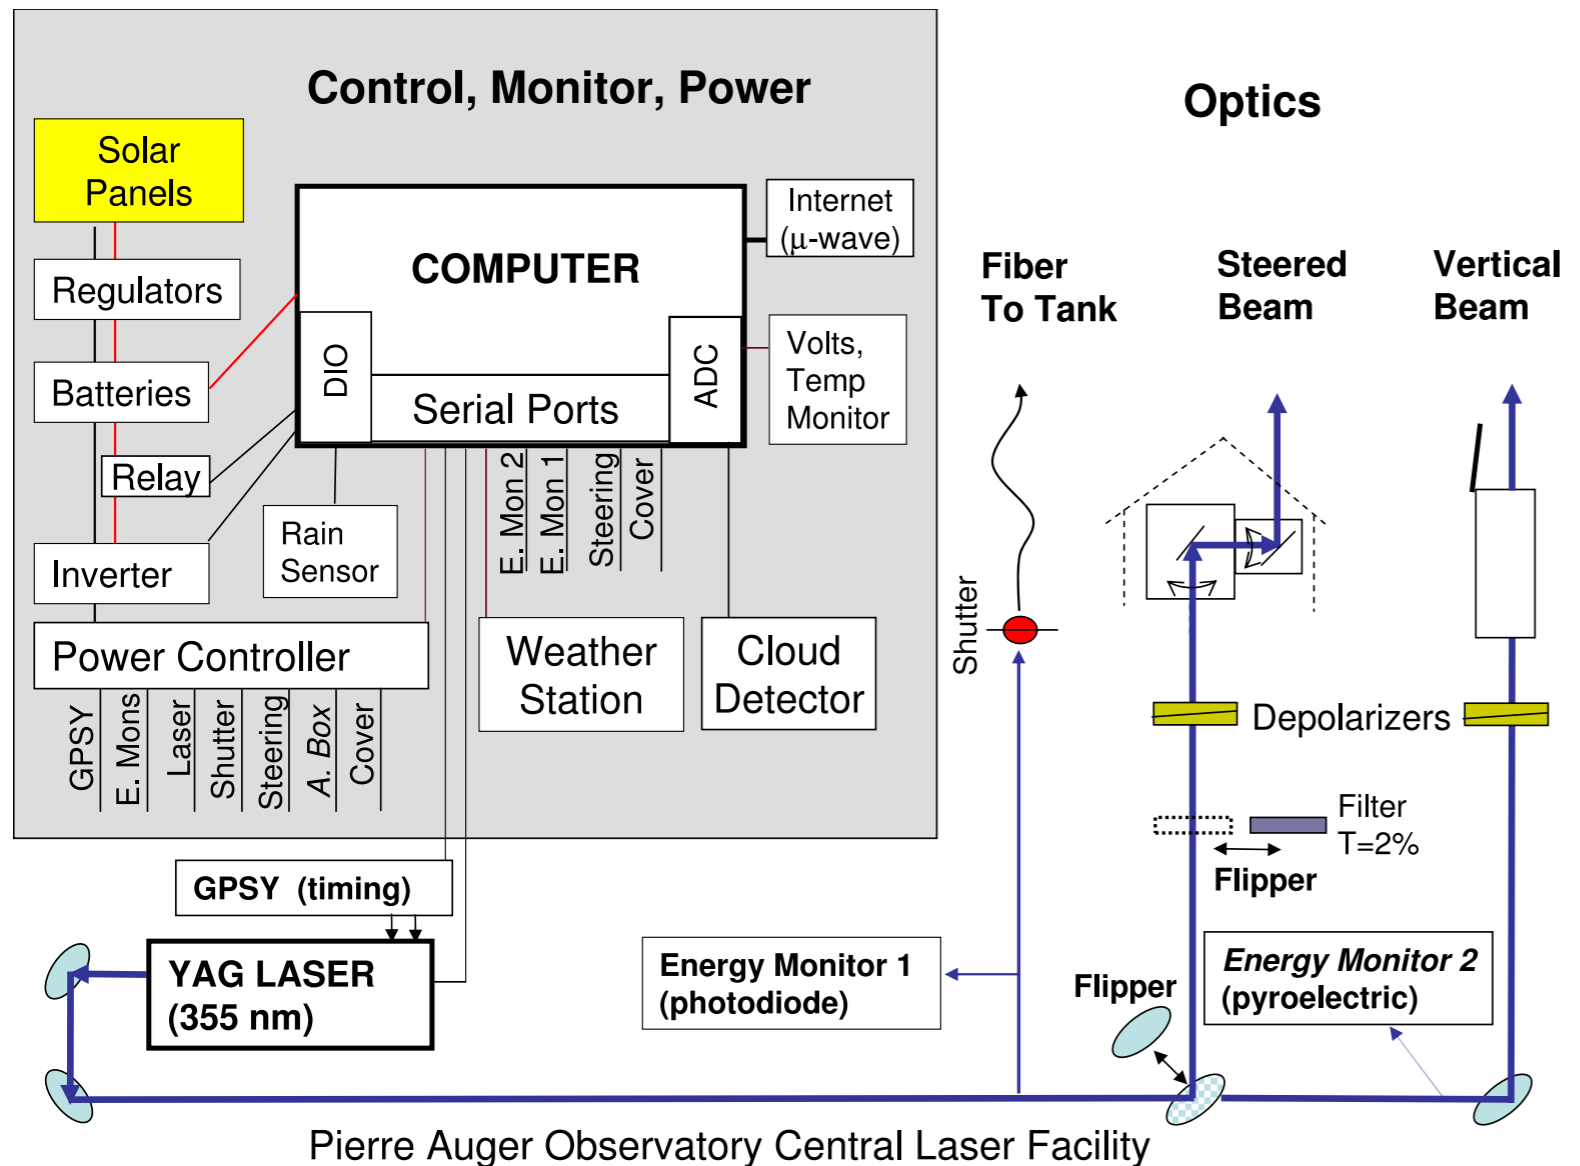 Control, Monitor, Power
Optics
Solar
Panels
Regulators
Batteries
Relay
Inverter
Power Controller
GPSY
E. Mons
Laser
Shutter
Steering
A. Box
Cover
COMPUTER
DIO
Serial Ports
ADC
Internet
(μ-wave)
Volts,
Temp
Monitor
Rain
Sensor
E. Mon 2
E. Mon 1
Steering
Cover
Weather
Station
Cloud
Detector
GPSY (timing)
YAG LASER
(355 nm)
Fiber
To Tank
Steered
Beam
Vertical
Beam
Shutter
Depolarizers
Filter
T=2%
Flipper
Energy Monitor 1
(photodiode)
Flipper
Energy Monitor 2
(pyroelectric)
Pierre Auger Observatory Central Laser Facility